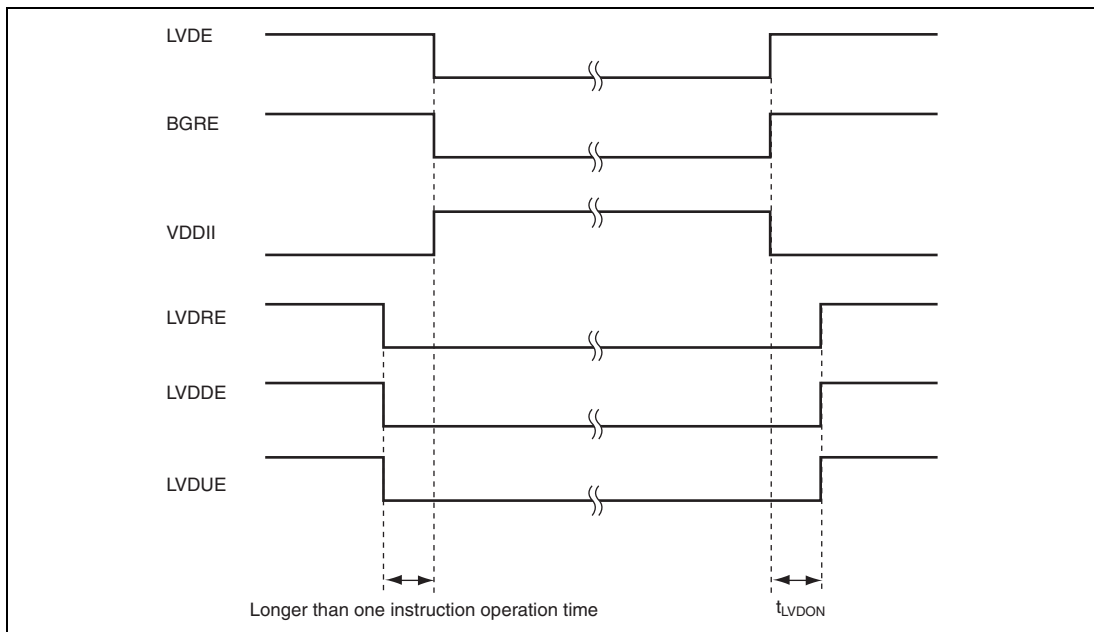 LVDE
BGRE
VDDII
LVDRE
LVDDE
LVDUE
Longer than one instruction operation time
tLVDON